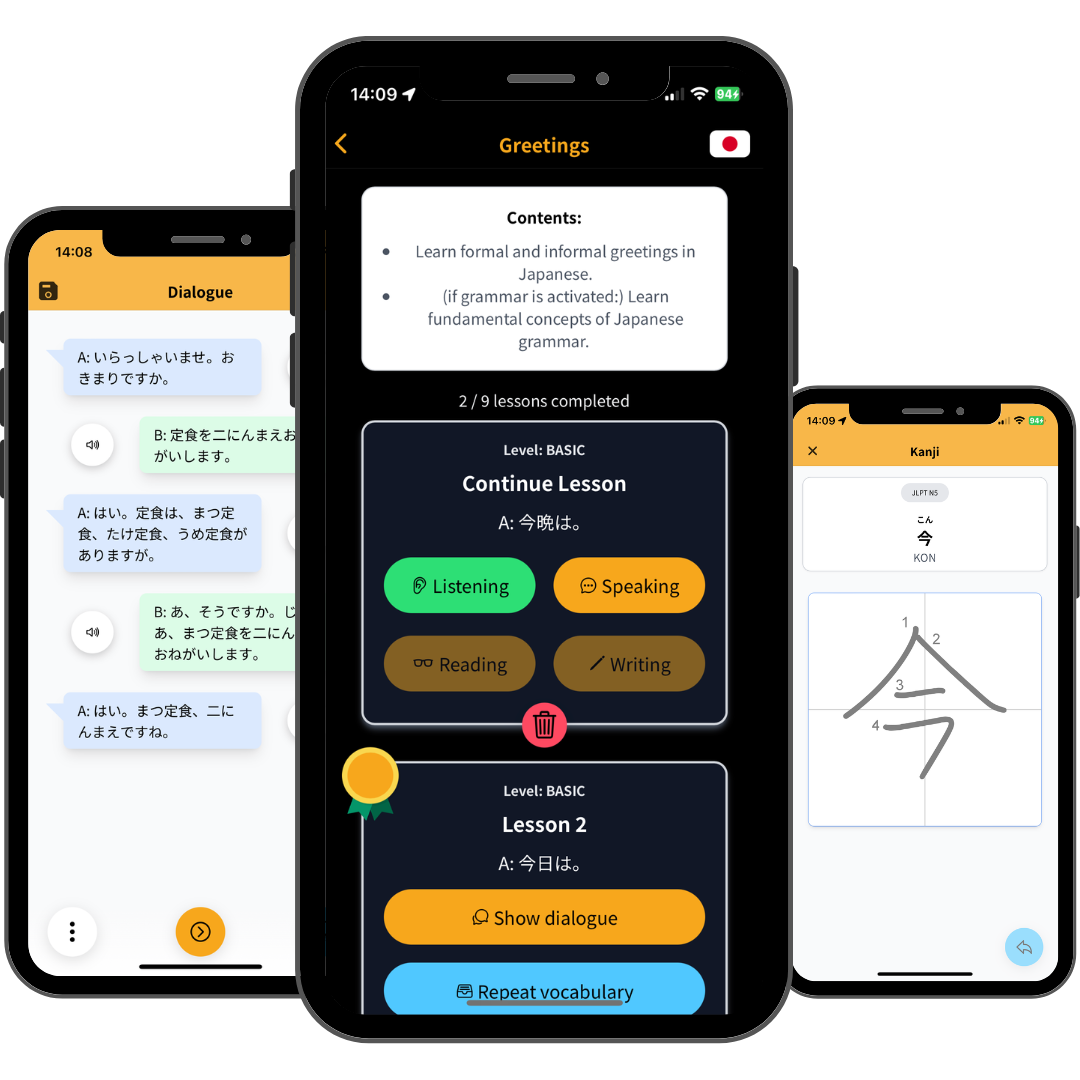 14:08
Dialogue
A: いらっしゃいませ。お
きまりですか。
B: 定食を二にんまえお
がいします。
A: はい。定食は、まつ定
食、たけ定食、うめ定食が
ありますが。
B: あ、そうですか。じ
あ、まつ定食を二にん
おねがいします。
A: はい。まつ定食、二に
んまえですね。
14:09
94
Greetings
Contents:
• Learn formal and informal greetings in
Japanese.
• (if grammar is activated:) Learn
fundamental concepts of Japanese
grammar.
2 / 9 lessons completed
Level: BASIC
Continue Lesson
A: 今晩は。
Listening
Speaking
Reading
Writing
Level: BASIC
Lesson 2
A: 今日は。
Show dialogue
Repeat vocabulary
14:09
94
Kanji
JLPT N5
こん
今
KON
1
2
3
4
今